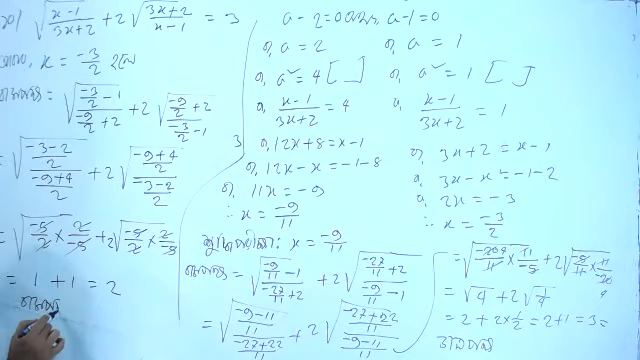 √((x-1)/(3x+2)) + 2√((3x+2)/(x-1)) = 3
x = -3/2 হলে
= √((-3/2 - 1)/(-9/2 + 2)) + 2√((-9/2 + 2)/(-3/2 - 1))
= √(((-3-2)/2)/((-9+4)/2)) + 2√(((-9+4)/2)/((-3-2)/2))
= √(-5/2 × 2/-5) + 2√(-5/2 × 2/-5)
= 1 + 1 = 2
a - 2 = 0 অথবা, a - 1 = 0
বা, a = 2 বা, a = 1
বা, a² = 4 [ ] বা, a² = 1 [ ]
বা, (x-1)/(3x+2) = 4 বা, (x-1)/(3x+2) = 1
বা, 12x+8 = x-1 বা, 3x+2 = x-1
বা, 12x-x = -1-8 বা, 3x-x = -1-2
বা, 11x = -9 বা, 2x = -3
∴ x = -9/11 ∴ x = -3/2
শুদ্ধি পরীক্ষা: x = -9/11
বামপক্ষ = √((-9/11 - 1)/(-27/11 + 2)) + 2√((-27/11 + 2)/(-9/11 - 1))
= √(((-9-11)/11)/((-27+22)/11)) + 2√(((-27+22)/11)/((-9-11)/11))
= √4 + 2√(1/4)
= 2 + 2 × 1/2 = 2+1 = 3 =